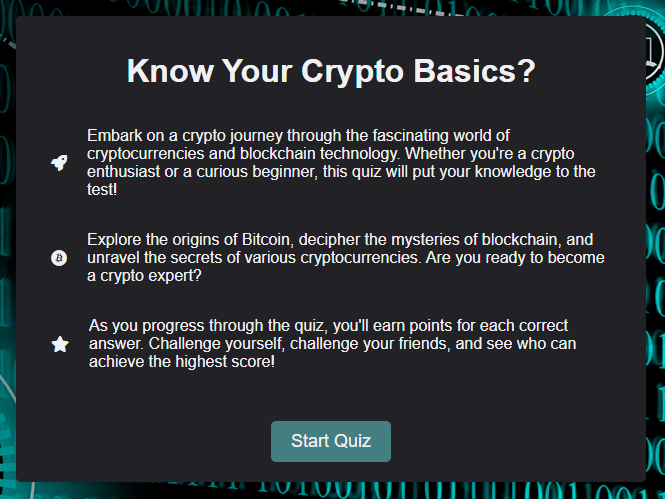 Know Your Crypto Basics?
Embark on a crypto journey through the fascinating world of
cryptocurrencies and blockchain technology. Whether you're a crypto
enthusiast or a curious beginner, this quiz will put your knowledge to the
test!
Explore the origins of Bitcoin, decipher the mysteries of blockchain, and
unravel the secrets of various cryptocurrencies. Are you ready to become
a crypto expert?
As you progress through the quiz, you'll earn points for each correct
answer. Challenge yourself, challenge your friends, and see who can
achieve the highest score!
Start Quiz